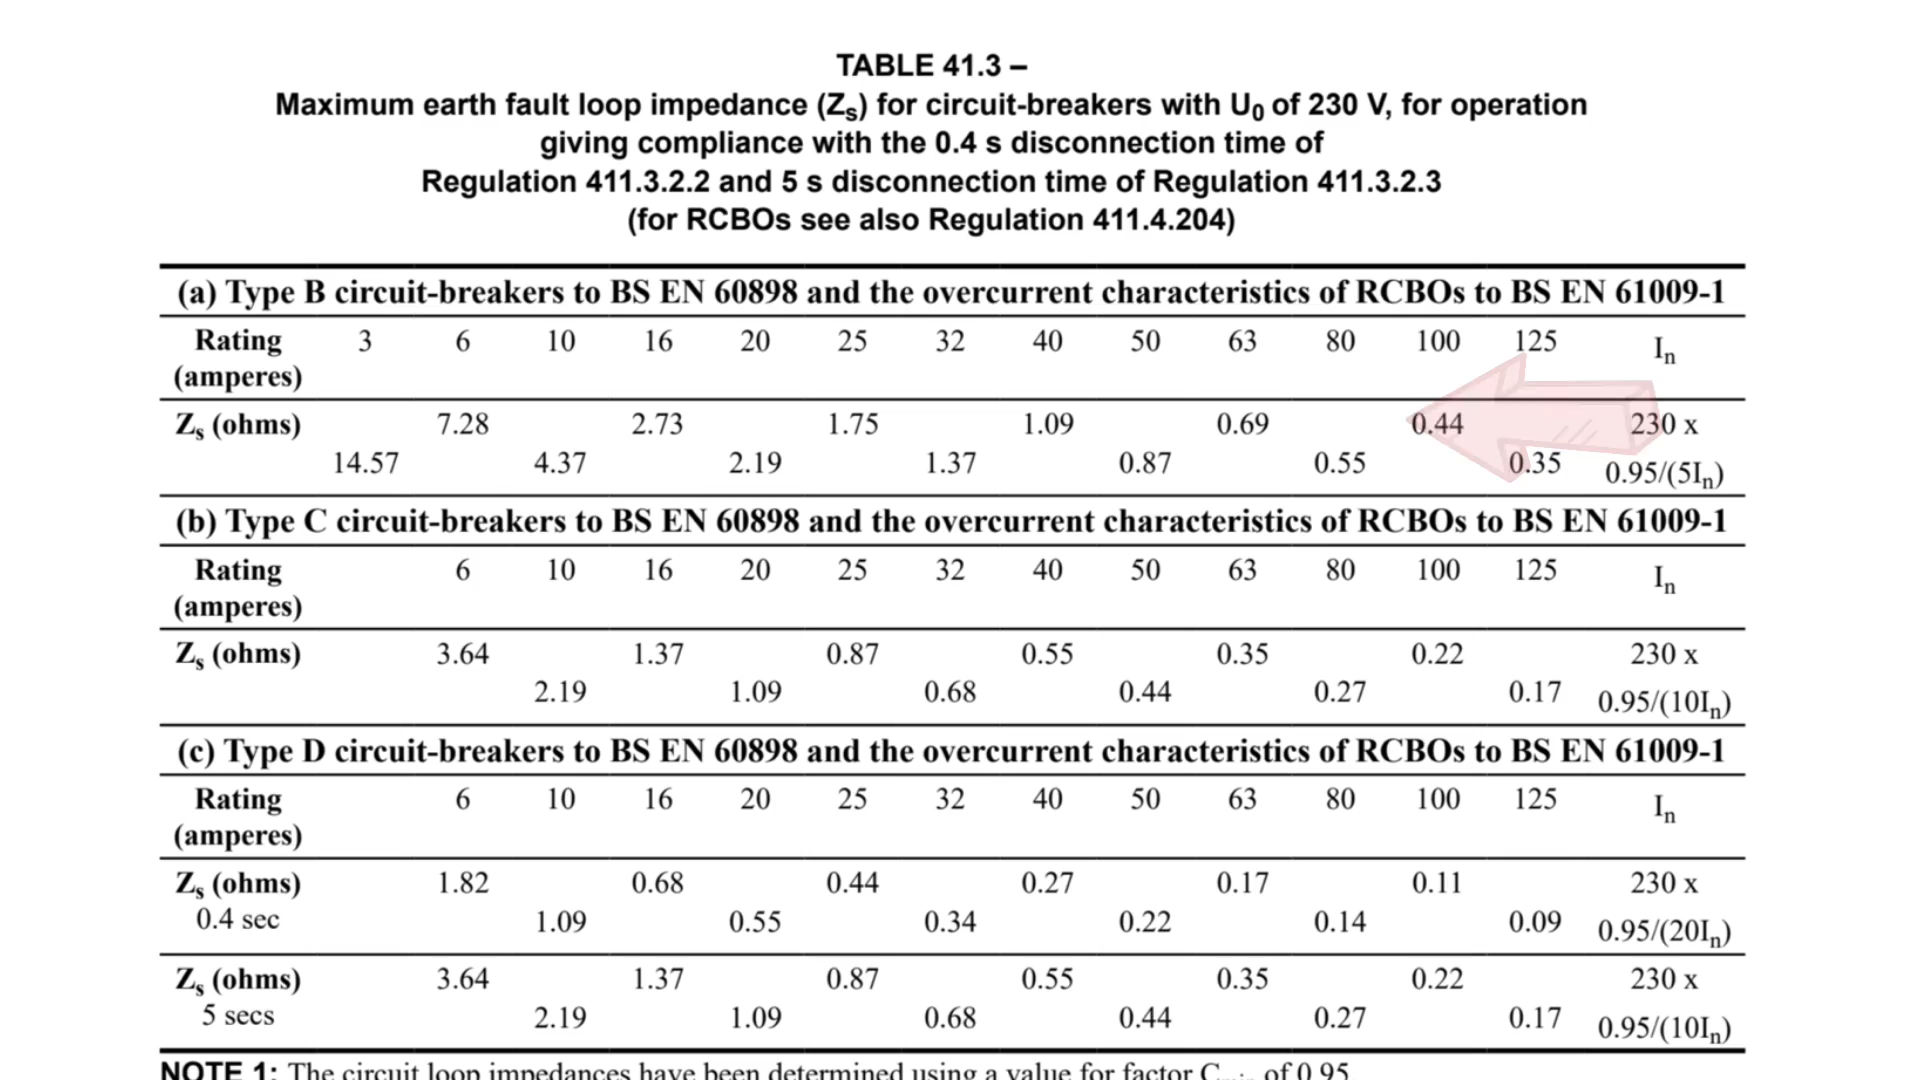 TABLE 41.3 –
Maximum earth fault loop impedance (Zs) for circuit-breakers with U0 of 230 V, for operation
giving compliance with the 0.4 s disconnection time of
Regulation 411.3.2.2 and 5 s disconnection time of Regulation 411.3.2.3
(for RCBOs see also Regulation 411.4.204)
(a) Type B circuit-breakers to BS EN 60898 and the overcurrent characteristics of RCBOs to BS EN 61009-1
Rating 3 6 10 16 20 25 32 40 50 63 80 100 125 In
(amperes)
Zs (ohms) 7.28 2.73 1.75 1.09 0.69 0.44 230 x
14.57 4.37 2.19 1.37 0.87 0.55 0.35 0.95/(5In)
(b) Type C circuit-breakers to BS EN 60898 and the overcurrent characteristics of RCBOs to BS EN 61009-1
Rating 6 10 16 20 25 32 40 50 63 80 100 125 In
(amperes)
Zs (ohms) 3.64 1.37 0.87 0.55 0.35 0.22 230 x
2.19 1.09 0.68 0.44 0.27 0.17 0.95/(10In)
(c) Type D circuit-breakers to BS EN 60898 and the overcurrent characteristics of RCBOs to BS EN 61009-1
Rating 6 10 16 20 25 32 40 50 63 80 100 125 In
(amperes)
Zs (ohms) 1.82 0.68 0.44 0.27 0.17 0.11 230 x
0.4 sec 1.09 0.55 0.34 0.22 0.14 0.09 0.95/(20In)
Zs (ohms) 3.64 1.37 0.87 0.55 0.35 0.22 230 x
5 secs 2.19 1.09 0.68 0.44 0.27 0.17 0.95/(10In)
NOTE 1: The circuit loop impedances have been determined using a value for factor Cmin of 0.95